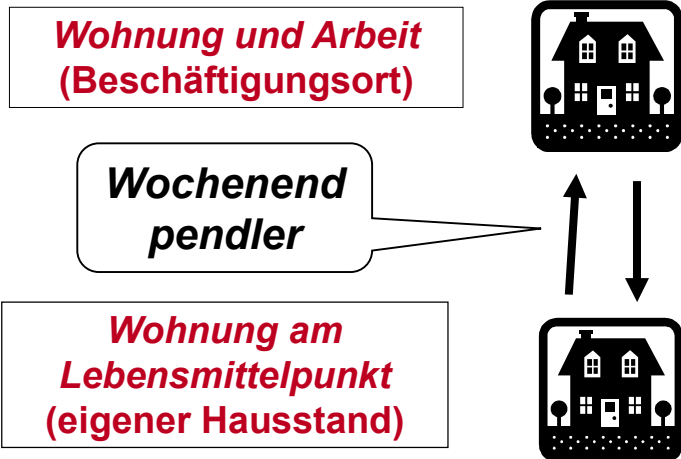 Wohnung und Arbeit
(Beschäftigungsort)
Wochenend
pendler
Wohnung am
Lebensmittelpunkt
(eigener Hausstand)